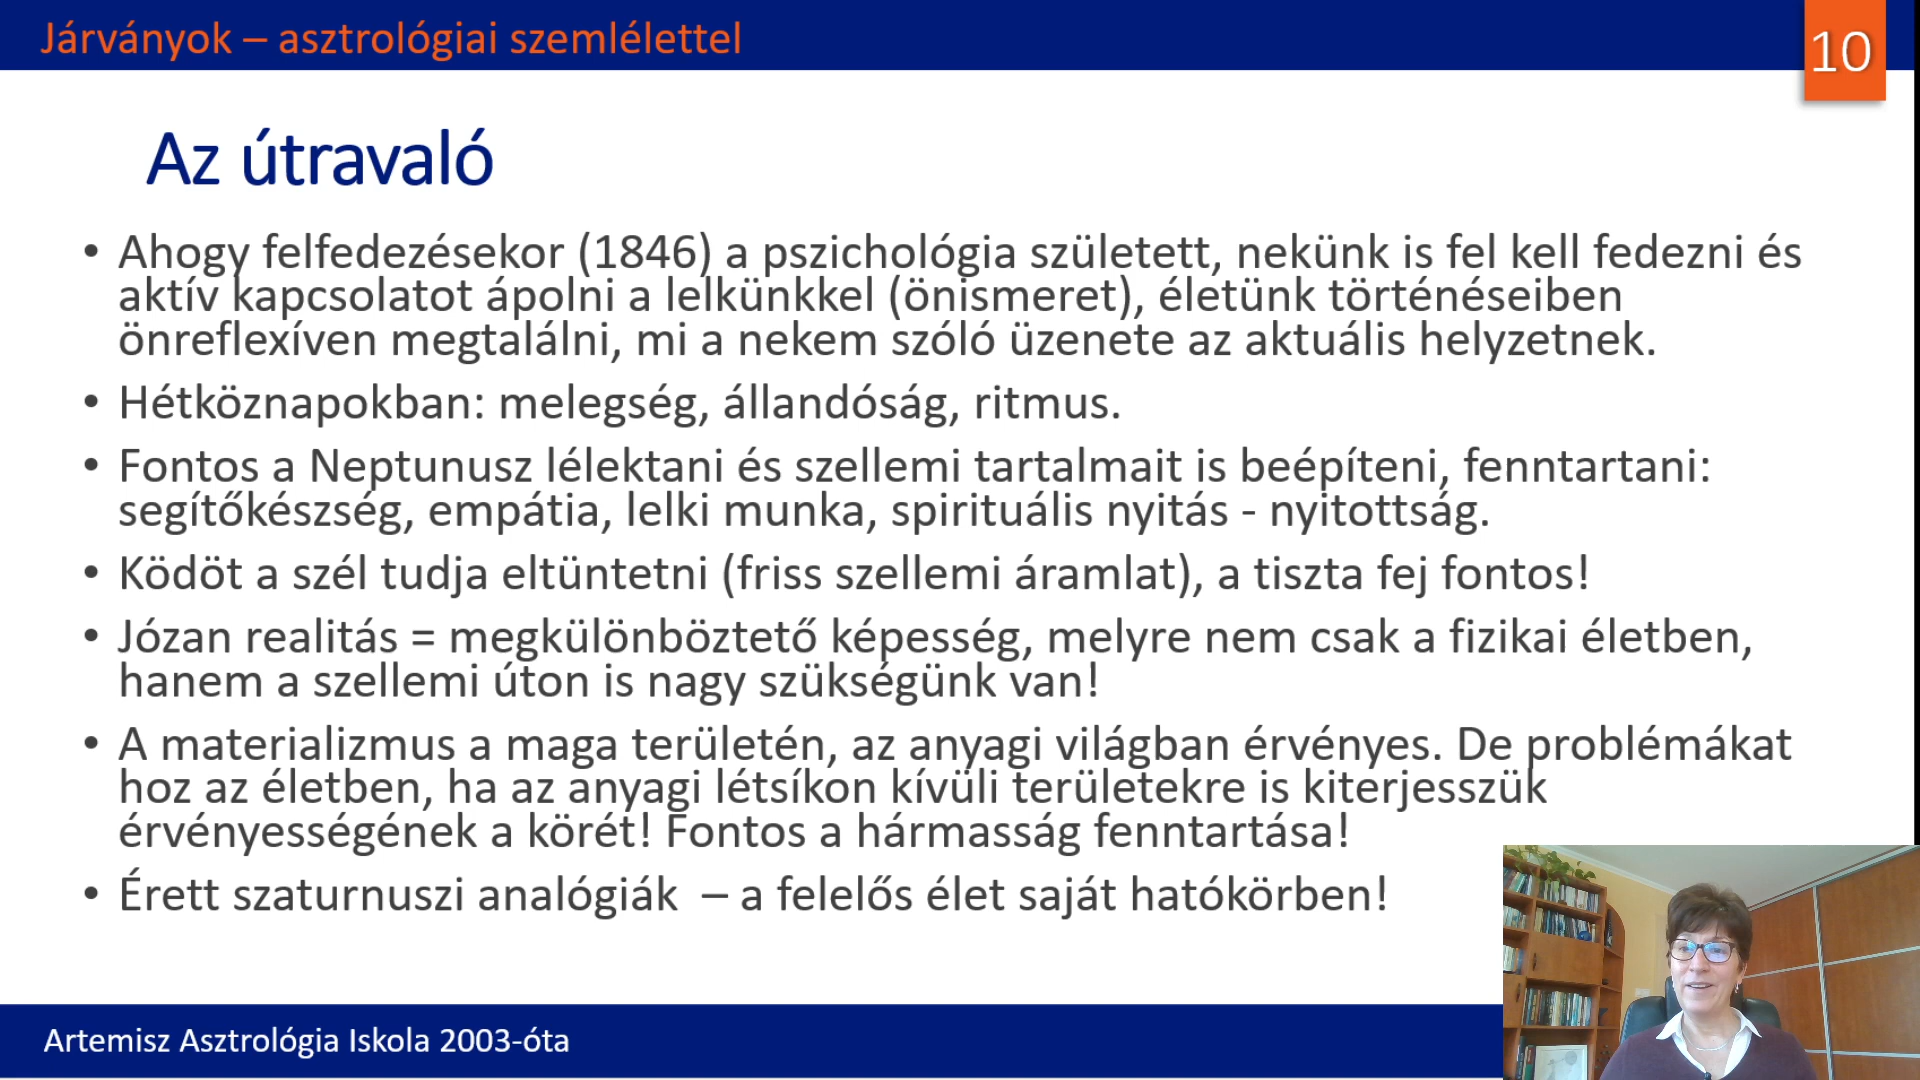 Járványok – asztrológiai szemlélettel
10
Az útravaló
• Ahogy felfedezésekor (1846) a pszichológia született, nekünk is fel kell fedezni és
aktív kapcsolatot ápolni a lelkünkkel (önismeret), életünk történéseiben
önreflexíven megtalálni, mi a nekem szóló üzenete az aktuális helyzetnek.
• Hétköznapokban: melegség, állandóság, ritmus.
• Fontos a Neptunusz lélektani és szellemi tartalmait is beépíteni, fenntartani:
segítőkészség, empátia, lelki munka, spirituális nyitás - nyitottság.
• Ködöt a szél tudja eltüntetni (friss szellemi áramlat), a tiszta fej fontos!
• Józan realitás = megkülönböztető képesség, melyre nem csak a fizikai életben,
hanem a szellemi úton is nagy szükségünk van!
• A materializmus a maga területén, az anyagi világban érvényes. De problémákat
hoz az életben, ha az anyagi létsíkon kívüli területekre is kiterjesszük
érvényességének a körét! Fontos a hármasság fenntartása!
• Érett szaturnuszi analógiák – a felelős élet saját hatókörben!
Artemisz Asztrológia Iskola 2003-óta